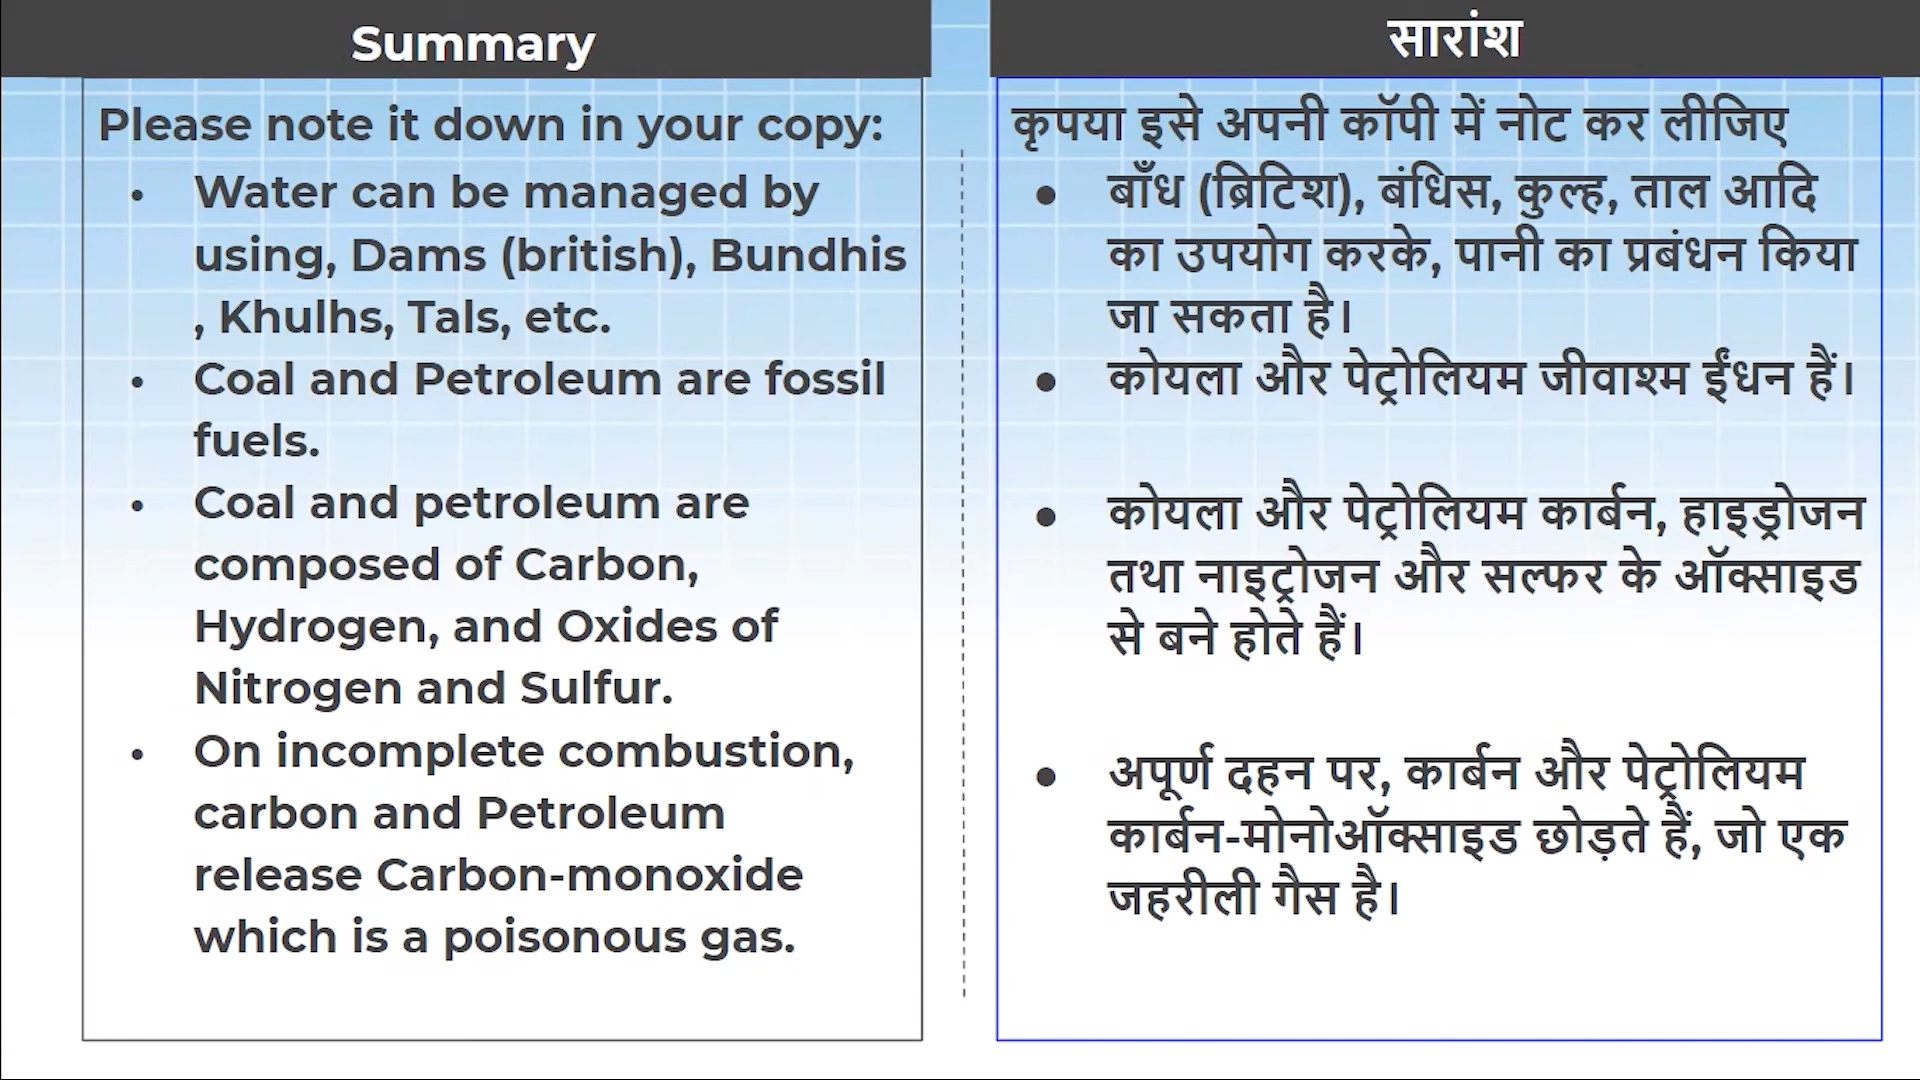 Summary
Please note it down in your copy:
• Water can be managed by
using, Dams (british), Bundhis
, Khulhs, Tals, etc.
• Coal and Petroleum are fossil
fuels.
• Coal and petroleum are
composed of Carbon,
Hydrogen, and Oxides of
Nitrogen and Sulfur.
• On incomplete combustion,
carbon and Petroleum
release Carbon-monoxide
which is a poisonous gas.
सारांश
कृपया इसे अपनी कॉपी में नोट कर लीजिए
• बाँध (ब्रिटिश), बंधिस, कुल्ह, ताल आदि
का उपयोग करके, पानी का प्रबंधन किया
जा सकता है।
• कोयला और पेट्रोलियम जीवाश्म ईंधन हैं।
• कोयला और पेट्रोलियम कार्बन, हाइड्रोजन
तथा नाइट्रोजन और सल्फर के ऑक्साइड
से बने होते हैं।
• अपूर्ण दहन पर, कार्बन और पेट्रोलियम
कार्बन-मोनोऑक्साइड छोड़ते हैं, जो एक
जहरीली गैस है।